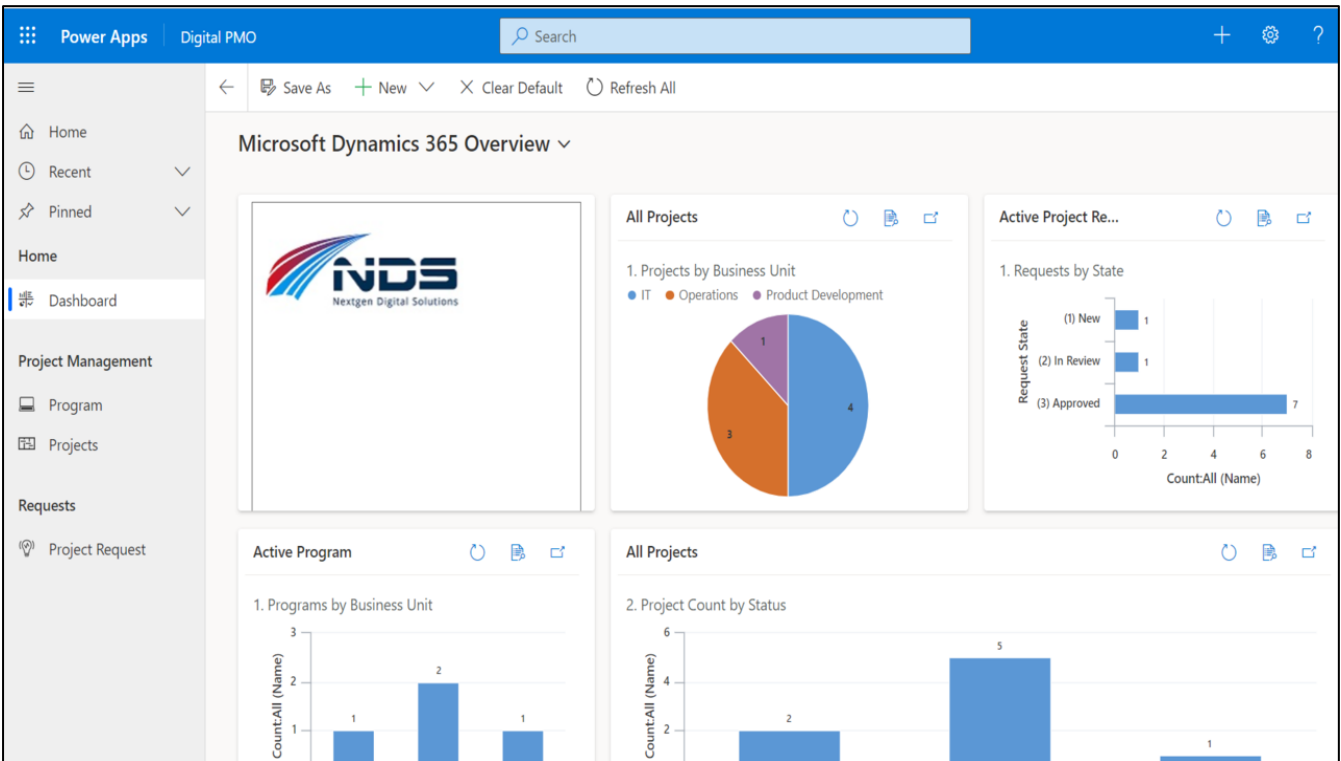 Power Apps
Digital PMO
Search
Save As
New
Clear Default
Refresh All
Home
Recent
Pinned
Home
Dashboard
Project Management
Program
Projects
Requests
Project Request
Microsoft Dynamics 365 Overview
NDS
Nextgen Digital Solutions
All Projects
1. Projects by Business Unit
IT Operations Product Development
1
4
3
Active Project Re...
1. Requests by State
Request State
(1) New 1
(2) In Review 1
(3) Approved 7
0 2 4 6 8
Count:All (Name)
Active Program
1. Programs by Business Unit
Count:All (Name)
3
2
1
1
2
1
All Projects
2. Project Count by Status
Count:All (Name)
6
4
2
2
5
1